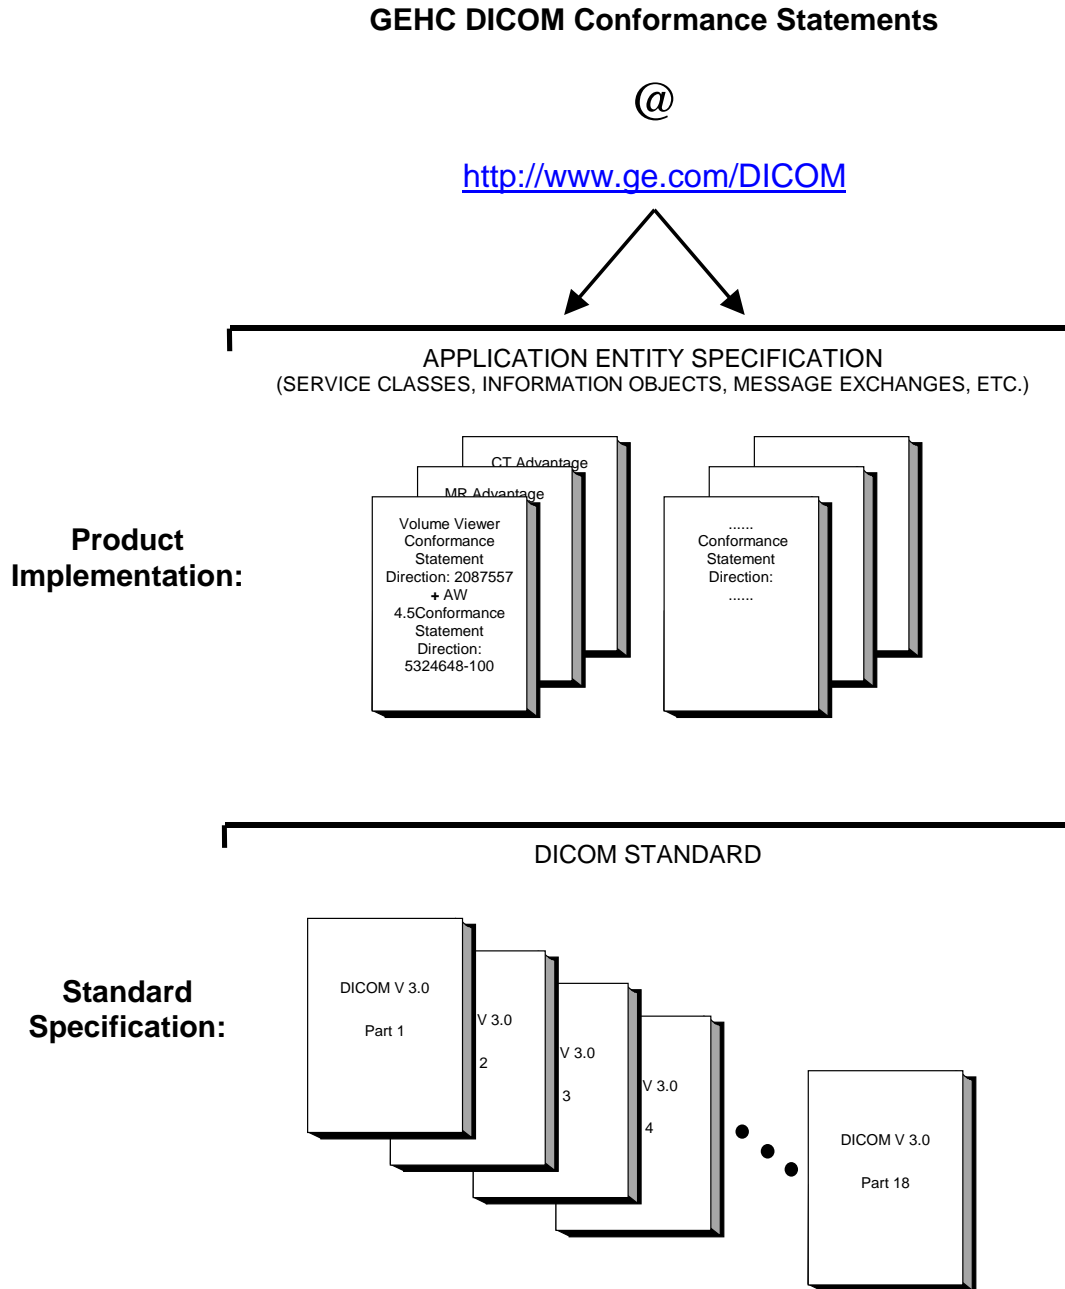 GEHC DICOM Conformance Statements
@
http://www.ge.com/DICOM
APPLICATION ENTITY SPECIFICATION
(SERVICE CLASSES, INFORMATION OBJECTS, MESSAGE EXCHANGES, ETC.)
CT Advantage
MR Advantage
Volume Viewer
Conformance
Statement
Direction: 2087557
+ AW
4.5Conformance
Statement
Direction:
5324648-100
......
Conformance
Statement
Direction:
......
Product
Implementation:
DICOM STANDARD
Standard
Specification:
DICOM V 3.0
Part 1
V 3.0
2
V 3.0
3
V 3.0
4
DICOM V 3.0
Part 18